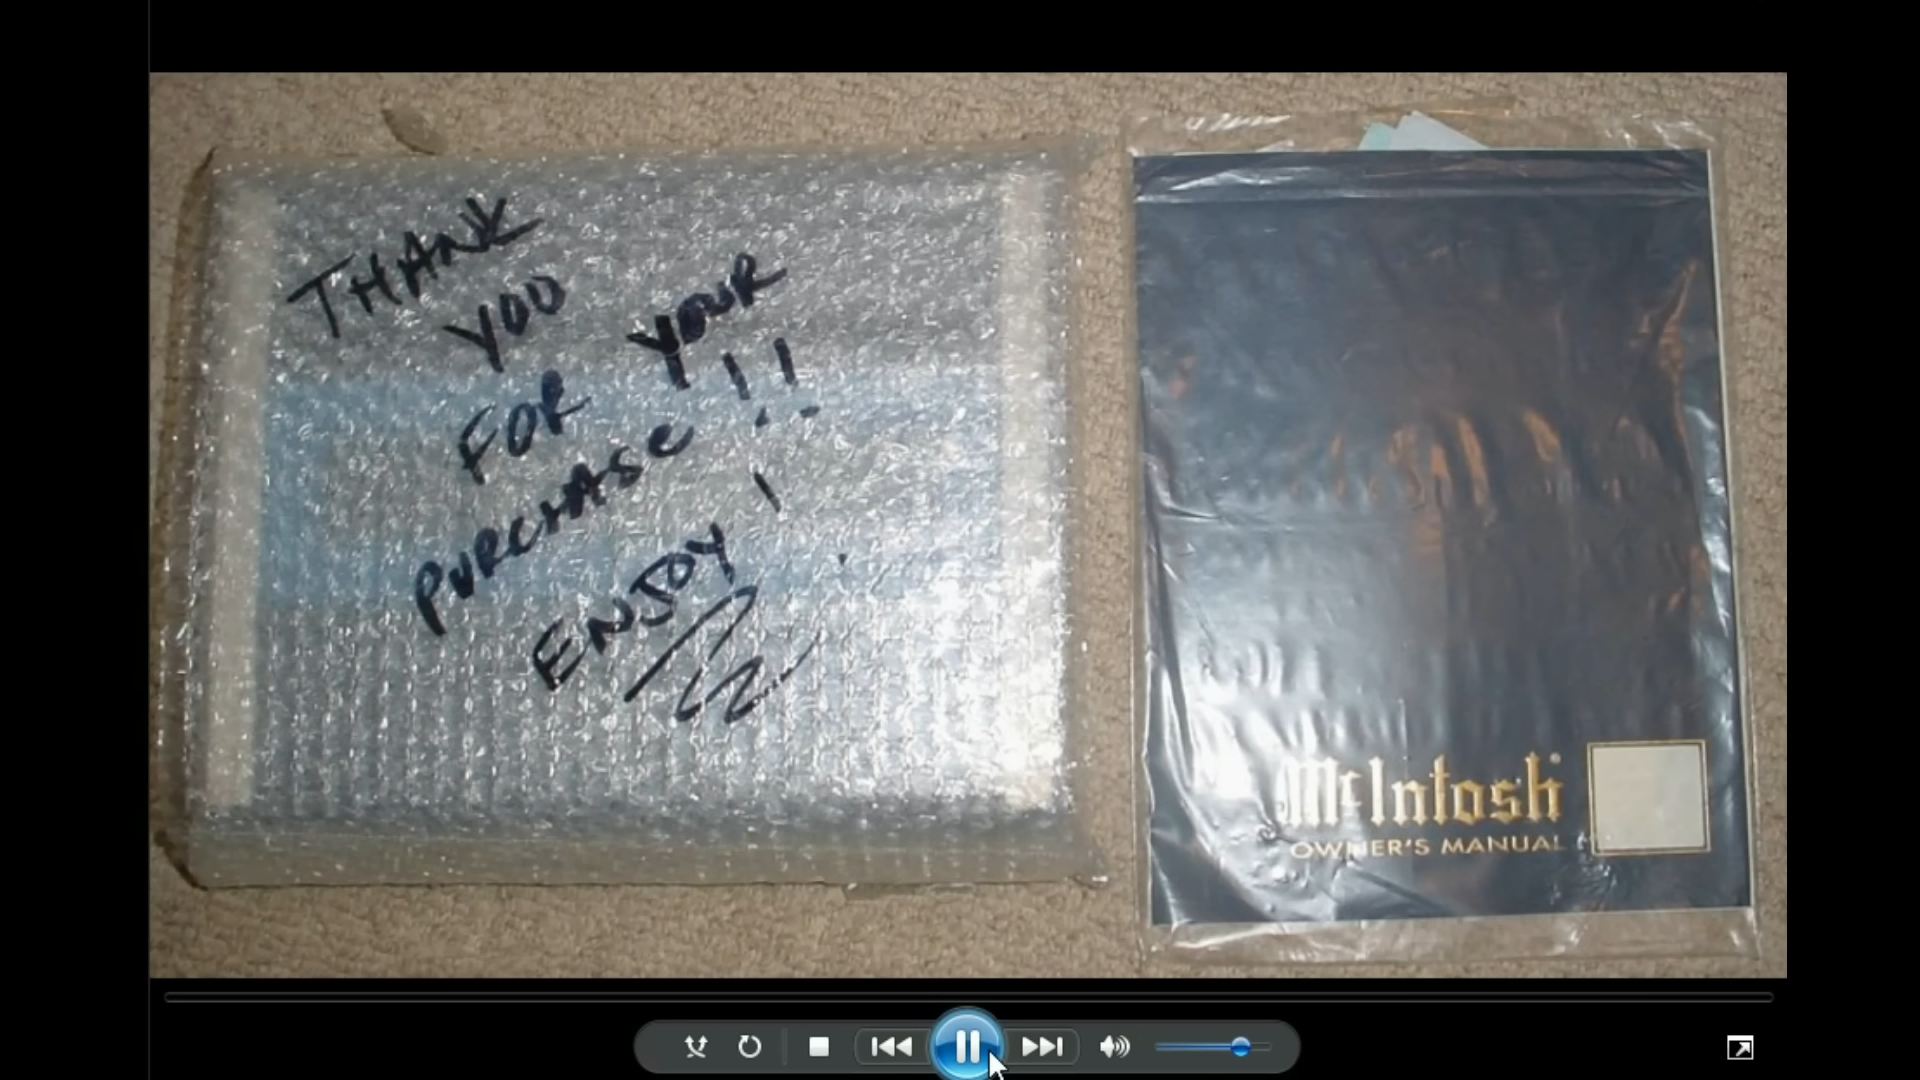 THANK
YOU
FOR YOUR
PURCHASE!!
ENJOY!
McIntosh®
OWNER'S MANUAL